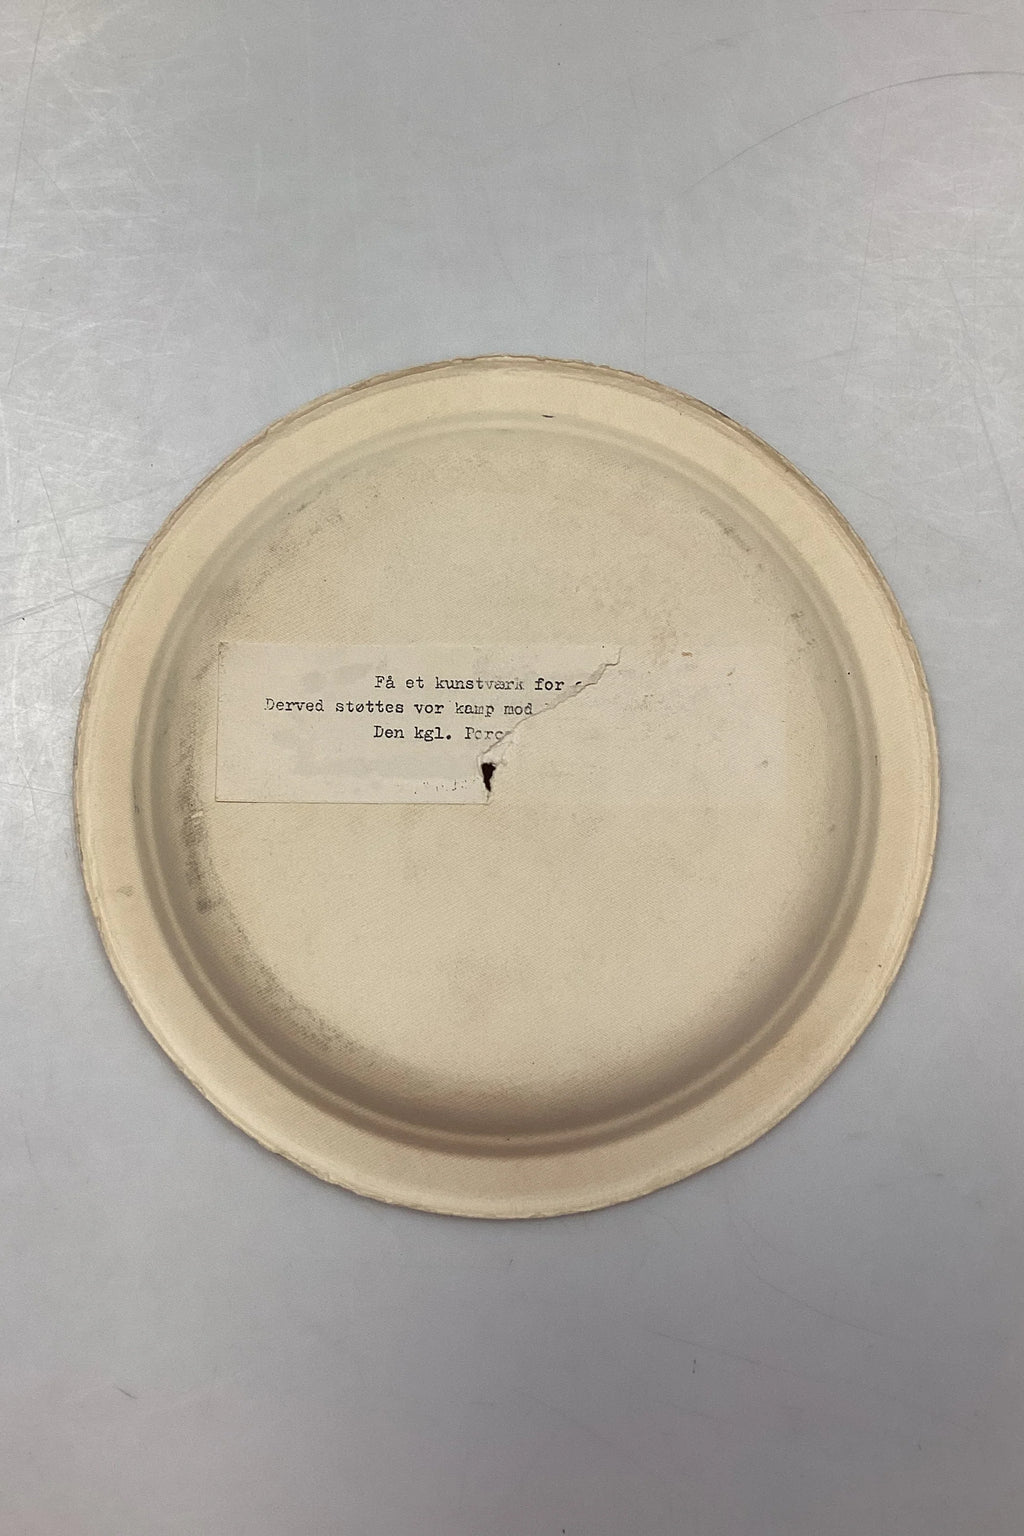 Få et kunstværk for
Derved støttes vor kamp mod
Den kgl.